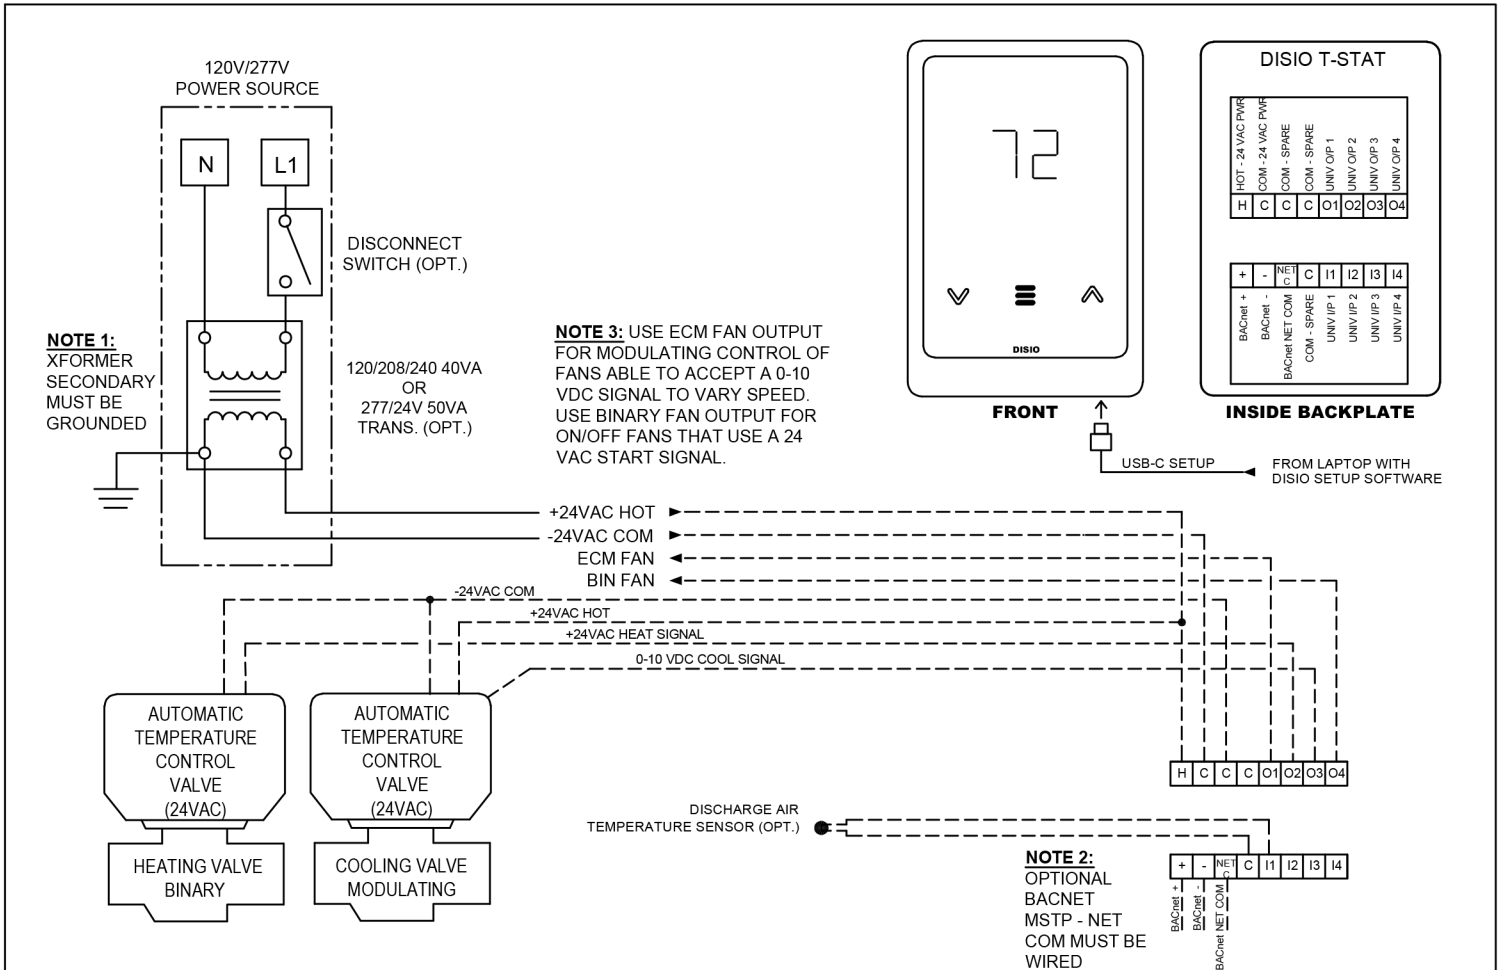 120V/277V
POWER SOURCE
N
L1
DISCONNECT
SWITCH (OPT.)
NOTE 1:
XFORMER
SECONDARY
MUST BE
GROUNDED
120/208/240 40VA
OR
277/24V 50VA
TRANS. (OPT.)
NOTE 3: USE ECM FAN OUTPUT
FOR MODULATING CONTROL OF
FANS ABLE TO ACCEPT A 0-10
VDC SIGNAL TO VARY SPEED.
USE BINARY FAN OUTPUT FOR
ON/OFF FANS THAT USE A 24
VAC START SIGNAL.
72
DISIO
FRONT
DISIO T-STAT
HOT - 24 VAC PWR
COM - 24 VAC PWR
COM - SPARE
COM - SPARE
UNIV O/P 1
UNIV O/P 2
UNIV O/P 3
UNIV O/P 4
H C C C O1 O2 O3 O4
+ - NET C C I1 I2 I3 I4
BACnet +
BACnet -
BACnet NET COM
COM - SPARE
UNIV I/P 1
UNIV I/P 2
UNIV I/P 3
UNIV I/P 4
INSIDE BACKPLATE
USB-C SETUP
FROM LAPTOP WITH
DISIO SETUP SOFTWARE
+24VAC HOT
-24VAC COM
ECM FAN
BIN FAN
-24VAC COM
+24VAC HOT
+24VAC HEAT SIGNAL
0-10 VDC COOL SIGNAL
AUTOMATIC
TEMPERATURE
CONTROL
VALVE
(24VAC)
HEATING VALVE
BINARY
AUTOMATIC
TEMPERATURE
CONTROL
VALVE
(24VAC)
COOLING VALVE
MODULATING
H C C C O1 O2 O3 O4
DISCHARGE AIR
TEMPERATURE SENSOR (OPT.)
NOTE 2:
OPTIONAL
BACNET
MSTP - NET
COM MUST BE
WIRED
+ - NET C C I1 I2 I3 I4
BACnet +
BACnet -
BACnet NET COM